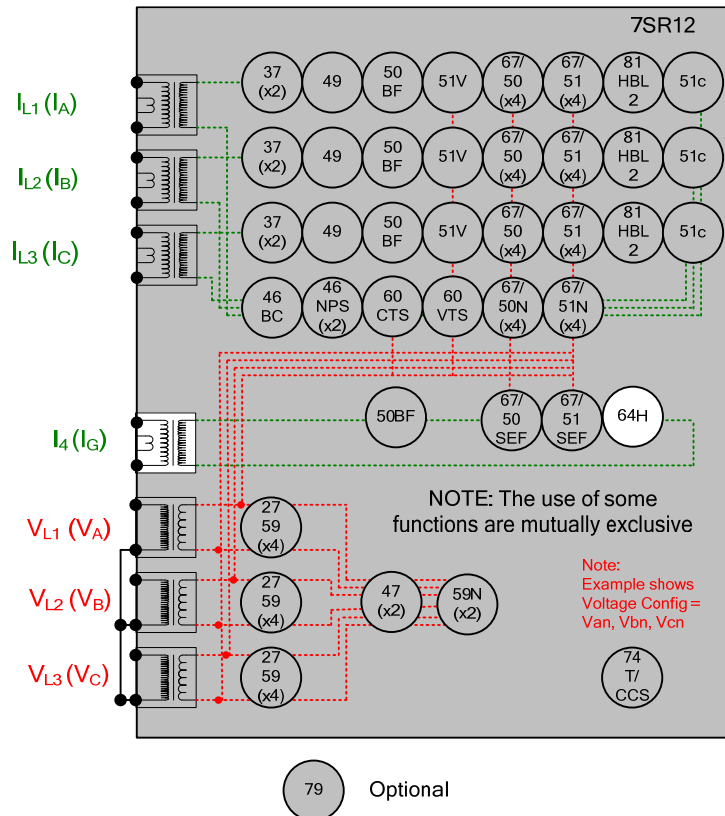 7SR12
IL1 (IA)
37
(x2)
49
50
BF
51V
67/
50
(x4)
67/
51
(x4)
81
HBL
2
51c
IL2 (IB)
37
(x2)
49
50
BF
51V
67/
50
(x4)
67/
51
(x4)
81
HBL
2
51c
IL3 (IC)
37
(x2)
49
50
BF
51V
67/
50
(x4)
67/
51
(x4)
81
HBL
2
51c
46
BC
46
NPS
(x2)
60
CTS
60
VTS
67/
50N
(x4)
67/
51N
(x4)
I4 (IG)
50BF
67/
50
SEF
67/
51
SEF
64H
NOTE: The use of some
functions are mutually exclusive
VL1 (VA)
27
59
(x4)
VL2 (VB)
27
59
(x4)
47
(x2)
59N
(x2)
Note:
Example shows
Voltage Config =
Van, Vbn, Vcn
VL3 (VC)
27
59
(x4)
74
T/
CCS
79
Optional